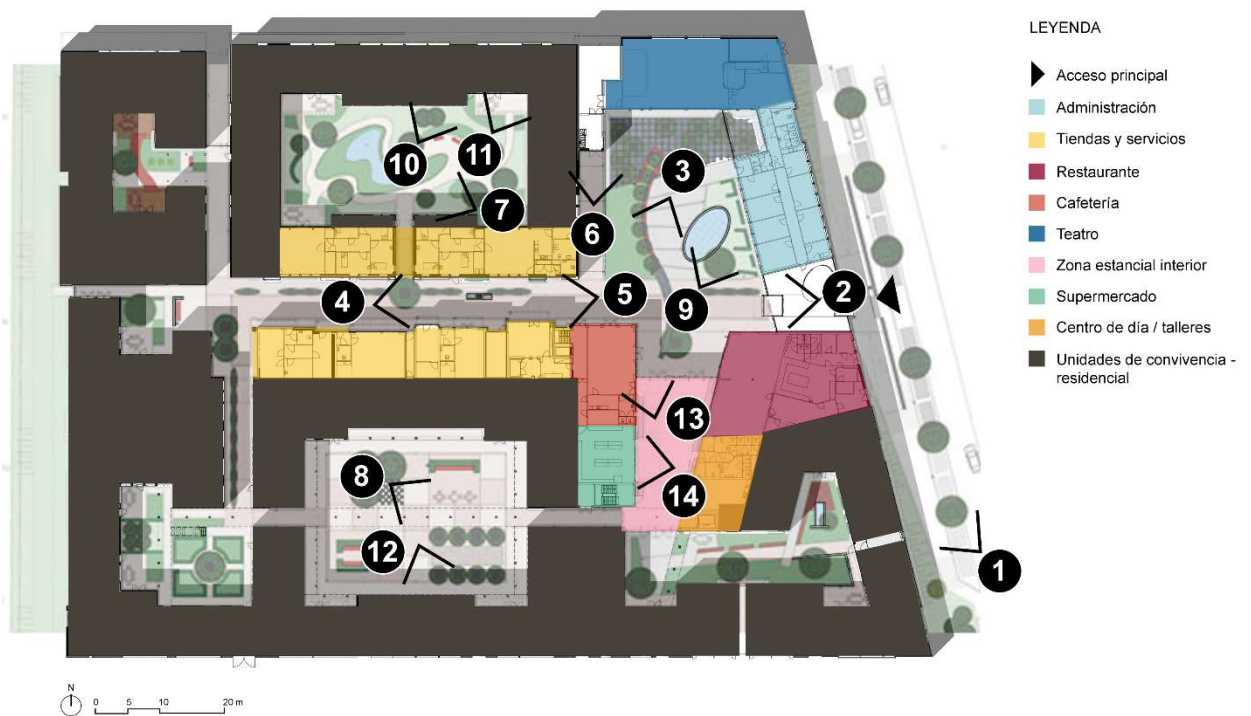 LEYENDA
Acceso principal
Administración
Tiendas y servicios
Restaurante
Cafetería
Teatro
Zona estancial interior
Supermercado
Centro de día / talleres
Unidades de convivencia -
residencial
10
11
3
7
6
4
5
9
2
13
8
14
12
1
N
0 5 10 20 m